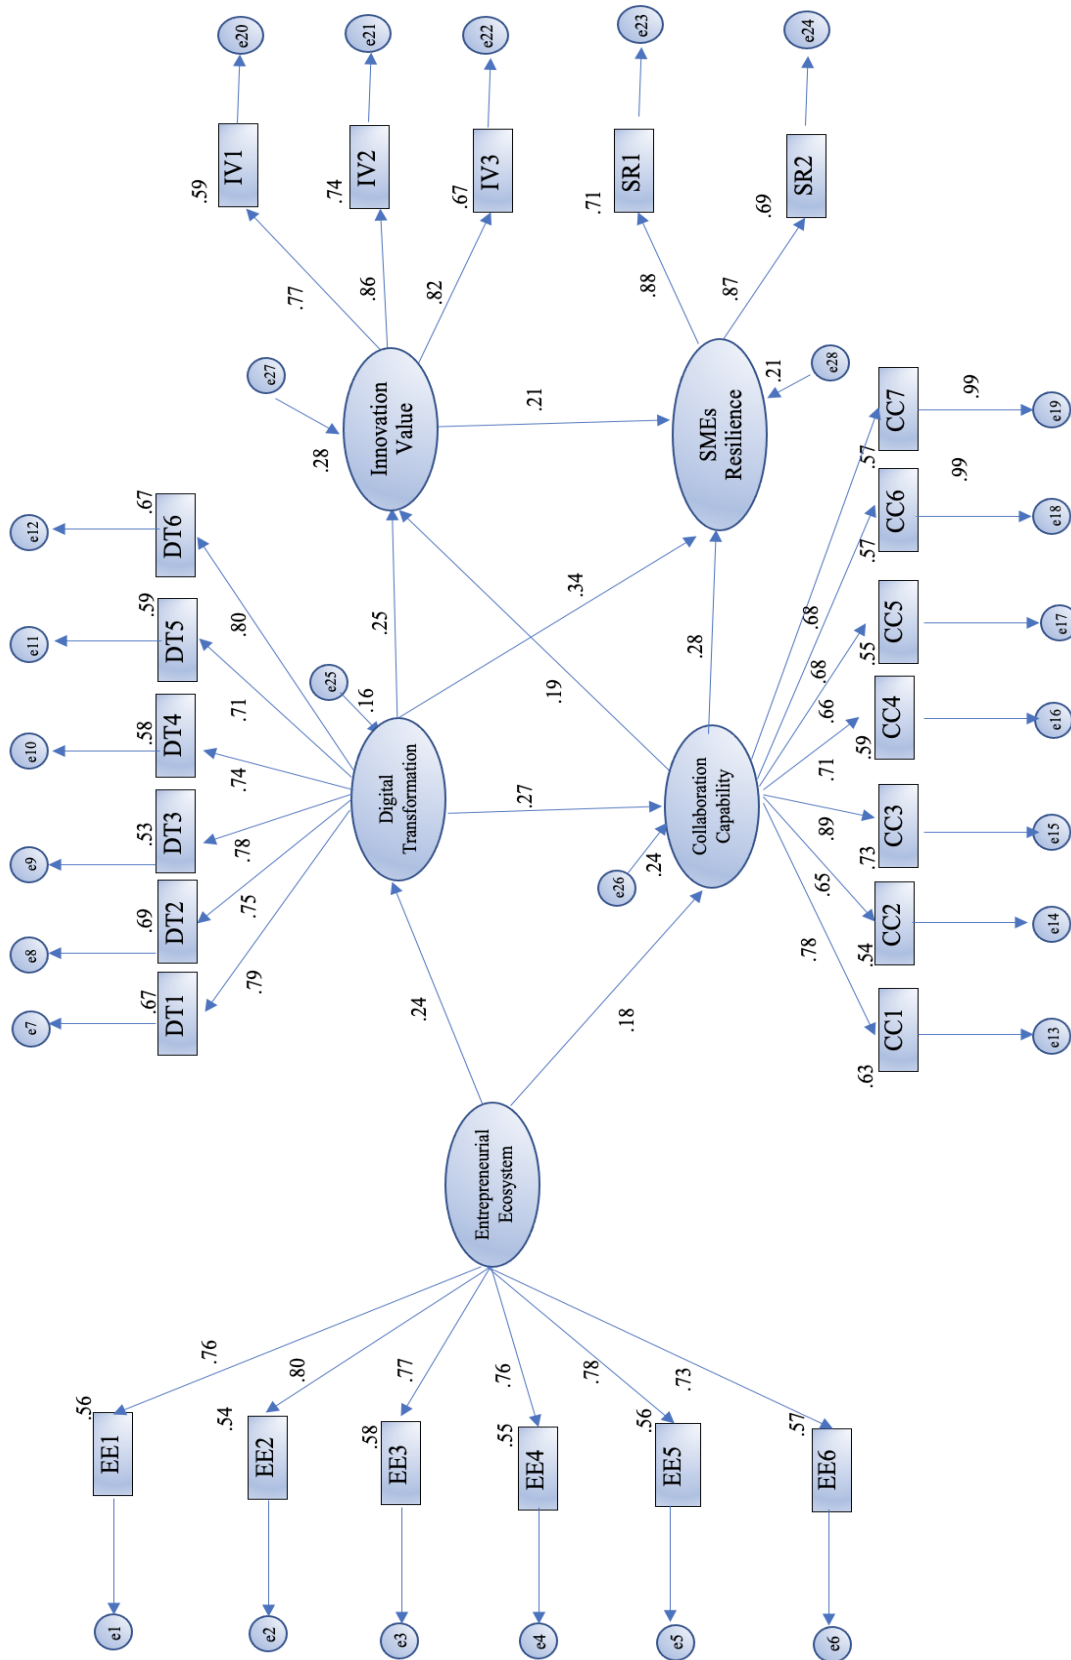 e1
EE1
.56
.76
e2
EE2
.54
.80
e3
EE3
.58
.77
e4
EE4
.55
.76
e5
EE5
.56
.78
e6
EE6
.57
.73
Entrepreneurial
Ecosystem
.24
.18
e7
e8
e9
e10
e11
e12
DT1
.67
DT2
.69
DT3
.53
DT4
.58
DT5
.59
DT6
.67
.79
.75
.78
.74
.71
.80
e25
.16
Digital
Transformation
.27
.25
.34
e26
.24
Collaboration
Capability
.19
.28
.78
.65
.89
.71
.66
.68
.68
.63
CC1
.54
CC2
.73
CC3
.59
CC4
.55
CC5
.57
CC6
.57
CC7
.99
.99
e13
e14
e15
e16
e17
e18
e19
e27
.28
Innovation
Value
.21
SMEs
Resilience
.21
e28
.77
.86
.82
.88
.87
.59
IV1
e20
.74
IV2
e21
.67
IV3
e22
.71
SR1
e23
.69
SR2
e24